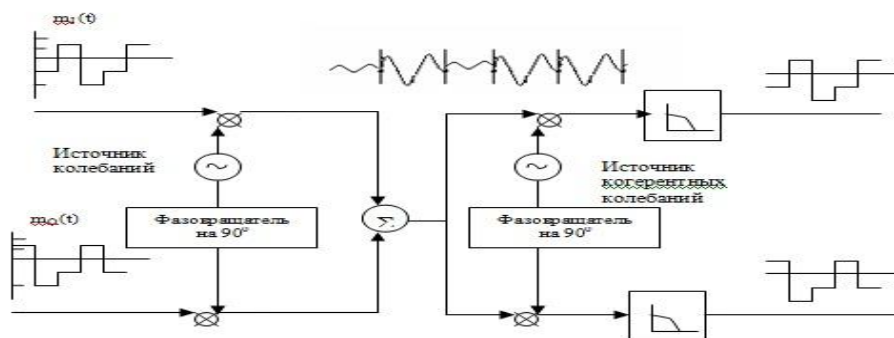 m₁(t)
Источник
колебаний
Фазовращатель
на 90°
m_Q(t)
Σ
Источник
когерентных
колебаний
Фазовращатель
на 90°